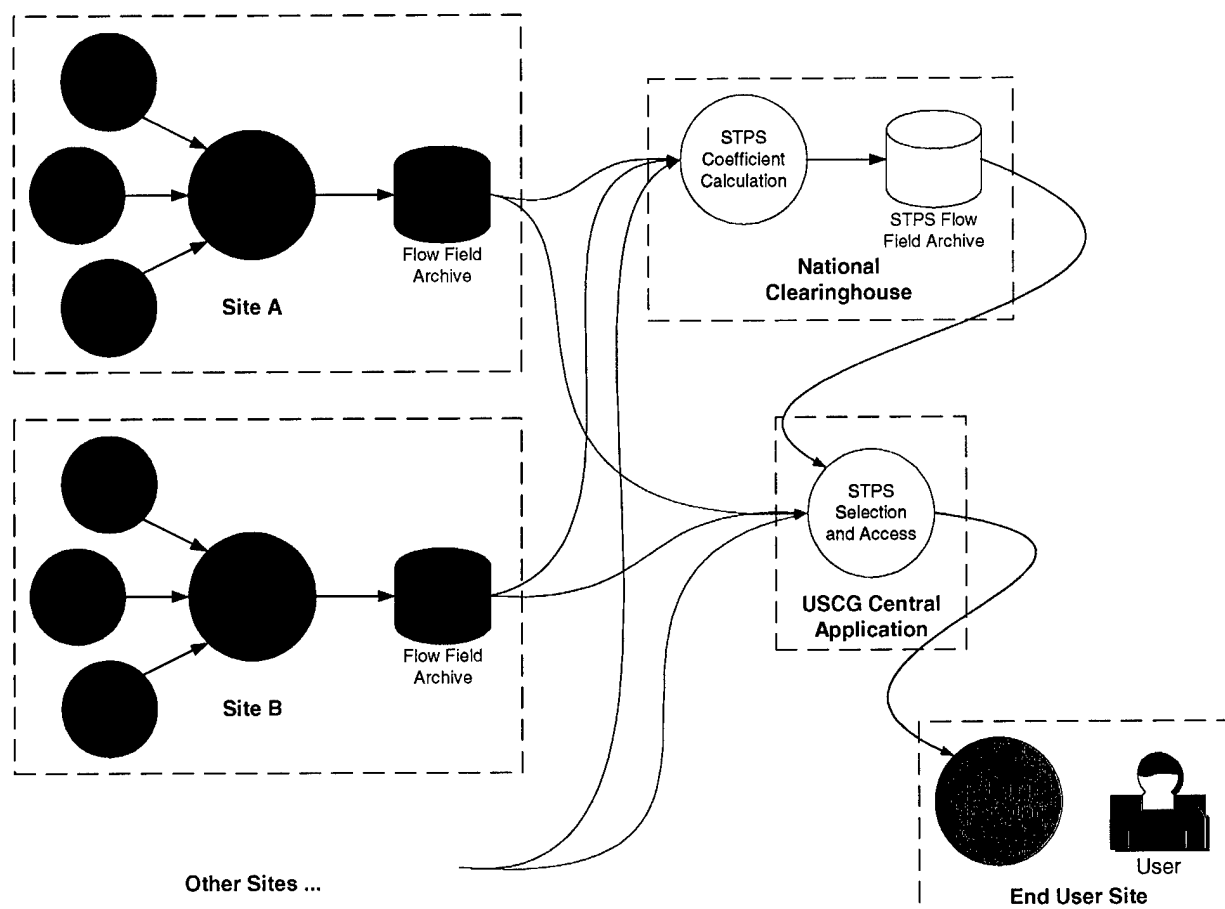 Flow Field
Archive
Site A
STPS
Coefficient
Calculation
STPS Flow
Field Archive
National
Clearinghouse
Flow Field
Archive
Site B
STPS
Selection
and Access
USCG Central
Application
Other Sites ...
User
End User Site